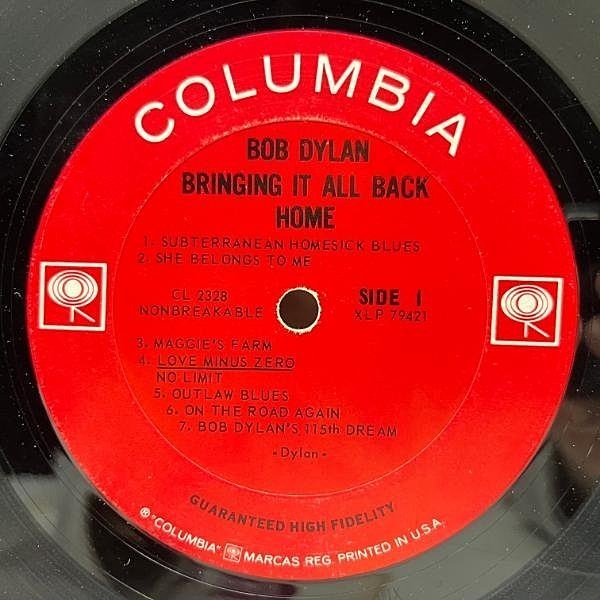 COLUMBIA
BOB DYLAN
BRINGING IT ALL BACK
HOME
1. SUBTERRANEAN HOMESICK BLUES
2. SHE BELONGS TO ME
CL 2328
NONBREAKABLE
SIDE 1
XLP 79421
3. MAGGIE'S FARM
4. LOVE MINUS ZERO
NO LIMIT
5. OUTLAW BLUES
6. ON THE ROAD AGAIN
7. BOB DYLAN'S 115th DREAM
-Dylan-
GUARANTEED HIGH FIDELITY
® "COLUMBIA" MARCAS REG. PRINTED IN U.S.A.